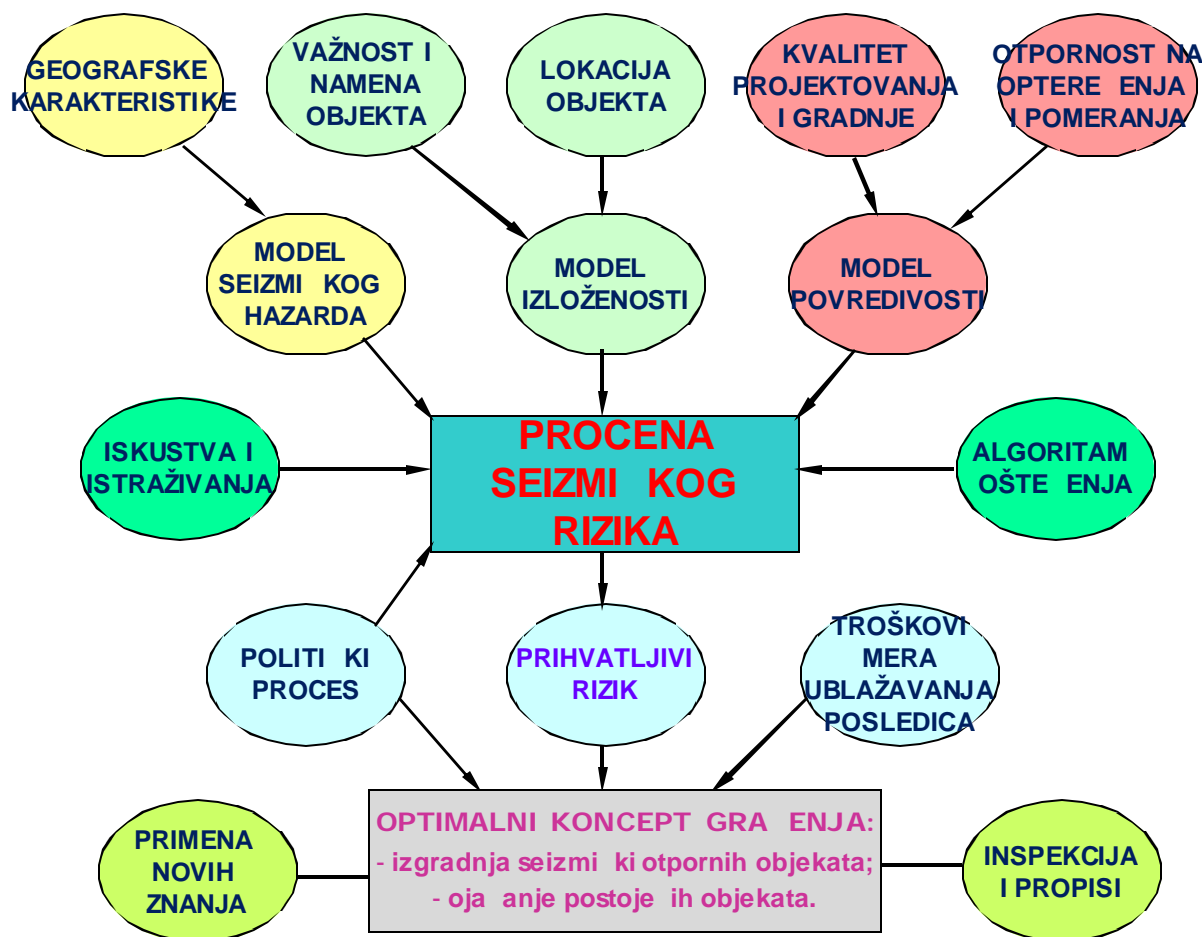 GEOGRAFSKE
KARAKTERISTIKE
VAŽNOST I
NAMENA
OBJEKTA
LOKACIJA
OBJEKTA
KVALITET
PROJEKTOVANJA
I GRADNJE
OTPORNOST NA
OPTERE ENJA
I POMERANJA
MODEL
SEIZMI KOG
HAZARDA
MODEL
IZLOŽENOSTI
MODEL
POVREDIVOSTI
ISKUSTVA I
ISTRAŽIVANJA
PROCENA
SEIZMI KOG
RIZIKA
ALGORITAM
OŠTE ENJA
POLITI KI
PROCES
PRIHVATLJIVI
RIZIK
TROŠKOVI
MERA
UBLAŽAVANJA
POSLEDICA
PRIMENA
NOVIH
ZNANJA
OPTIMALNI KONCEPT GRA ENJA:
- izgradnja seizmi ki otpornih objekata;
- oja anje postoje ih objekata.
INSPEKCIJA
I PROPISI